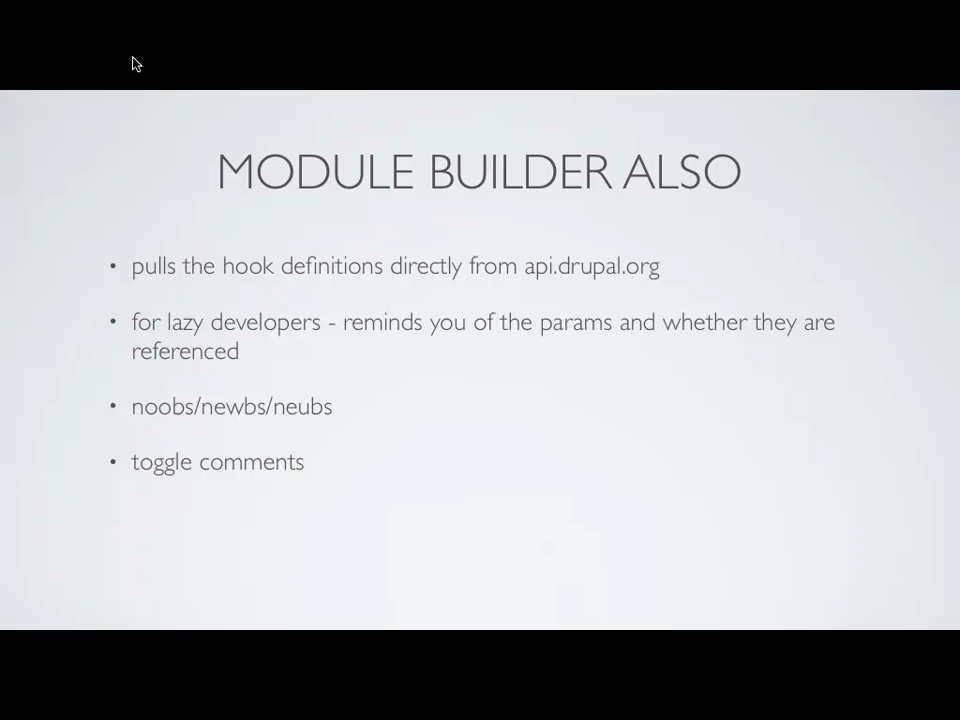 MODULE BUILDER ALSO
• pulls the hook definitions directly from api.drupal.org
• for lazy developers - reminds you of the params and whether they are
referenced
• noobs/newbs/neubs
• toggle comments